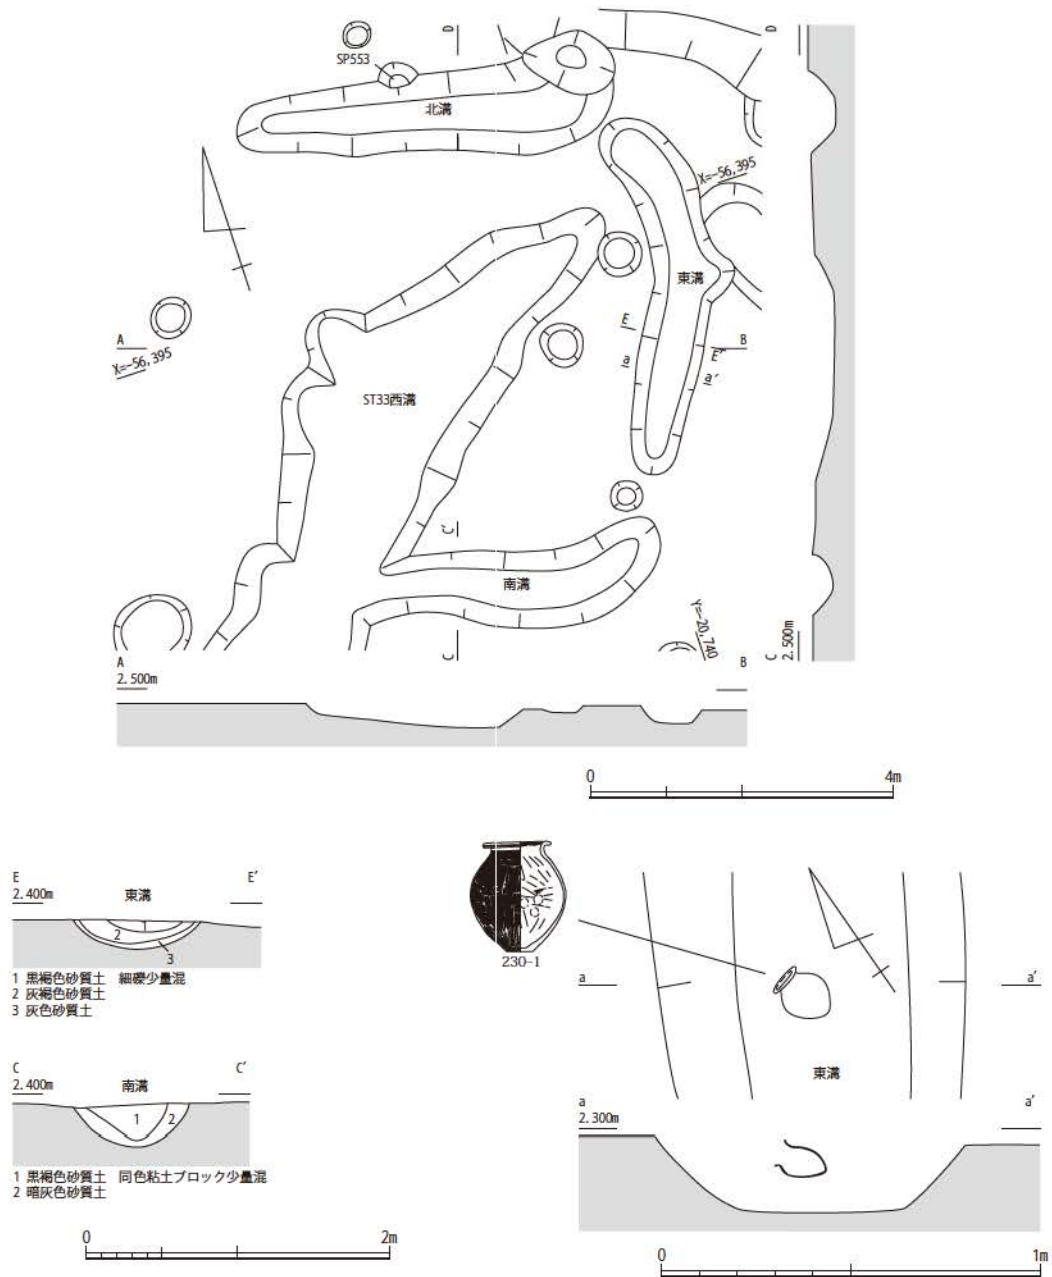 D
D
SP553
北溝
X=-56,395
東溝
E
A
B
X=-56,395
E'
a
a'
ST33西溝
C'
南溝
Y=-20,740
C
C
2.500m
A
B
2.500m
0 4m
E E'
2.400m 東溝
1
2
3
1 黒褐色砂質土 細礫少量混
2 灰褐色砂質土
3 灰色砂質土
230-1
a a'
東溝
C C'
2.400m 南溝
1 2
1 黒褐色砂質土 同色粘土ブロック少量混
2 暗灰色砂質土
a a'
2.300m
0 2m
0 1m